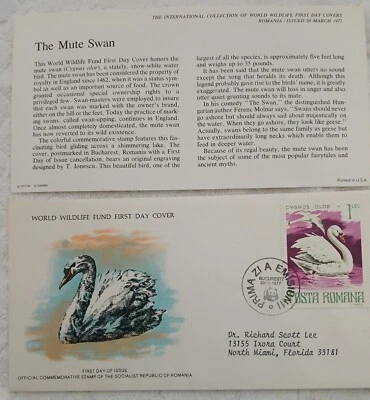 THE INTERNATIONAL COLLECTION OF WORLD WILDLIFE FIRST DAY COVERS
ROMANIA / ISSUED 20 MARCH 1977
The Mute Swan
This World Wildlife Fund First Day Cover honors the
mute swan (Cygnus olor), a stately, snow-white water
bird. The mute swan has been considered the property of
royalty in England since 1462, when it was a status sym-
bol as well as an important source of food. The crown
granted occasional special ownership rights to a
privileged few. Swan-masters were employed to insure
that each swan was marked with the owner's brand,
either on the bill or the feet. Today the practice of mark-
ing swans, called swan-upping, continues in England.
Once almost completely domesticated, the mute swan
has now reverted to its wild existence.
The colorful commemorative stamp features this fas-
cinating bird gliding across a shimmering lake. The
cover, postmarked in Bucharest, Romania with a First
Day of Issue cancellation, bears an original engraving
designed by T. Ionescu. This beautiful bird, one of the
largest of all the species, is approximately five feet long
and weighs up to 35 pounds.
It has been said that the mute swan utters no sound
except the song that heralds its death. Although this
legend probably gave rise to the birds' name, it is greatly
exaggerated. The mute swan will hiss in anger and also
utter quiet grunting sounds to its young.
In his comedy "The Swan," the distinguished Hun-
garian author Ferenc Molnar says, "Swans should never
go ashore but should always sail about majestically on
the water. When they go ashore, they look like geese."
Actually, swans belong to the same family as geese but
have extraordinarily long necks which enable them to
forage in deeper water.
Because of its regal beauty, the mute swan has been
the subject of some of the most popular fairytales and
ancient myths.
Printed in U.S.A.
WORLD WILDLIFE FUND FIRST DAY COVER
CYGNUS OLOR
1 LEU
POSTA ROMANA
PRIMA ZI A EMISIUNII
BUCURESTI
1977
Dr. Richard Scott Lee
13155 Ixora Court
North Miami, Florida 33181
FIRST DAY OF ISSUE
OFFICIAL COMMEMORATIVE STAMP OF THE SOCIALIST REPUBLIC OF ROMANIA